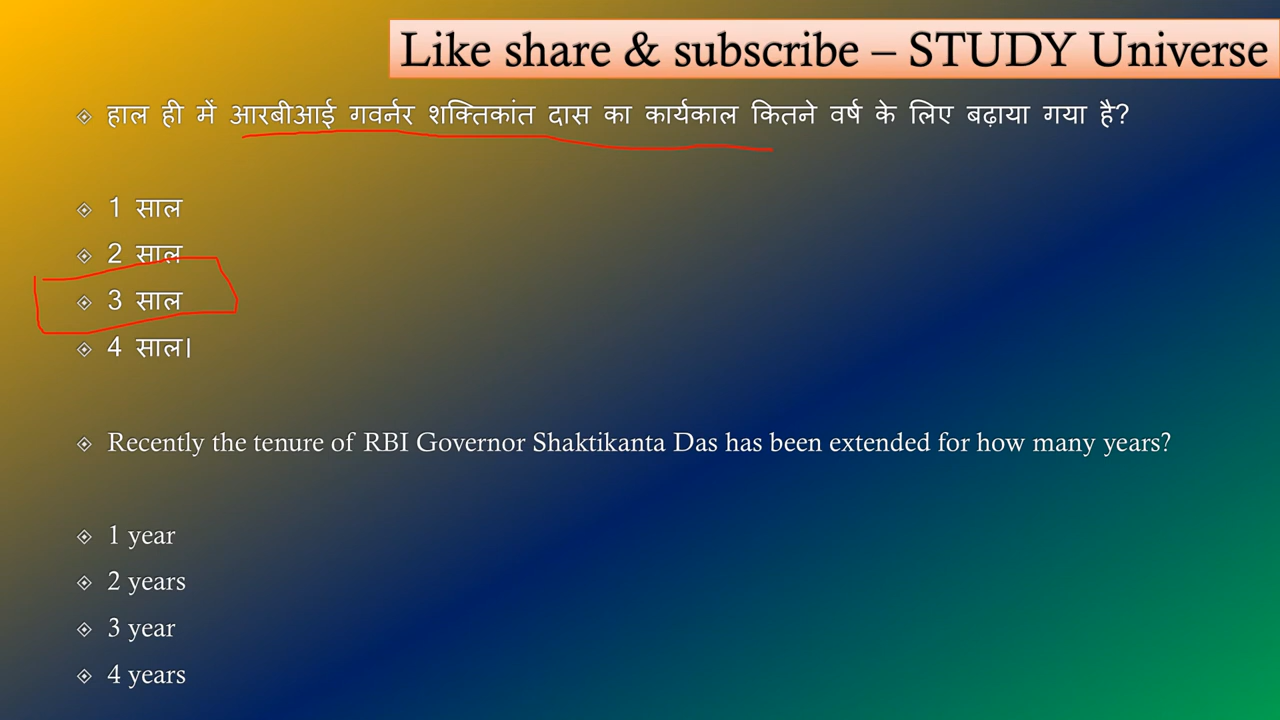 Like share & subscribe – STUDY Universe
हाल ही में आरबीआई गवर्नर शक्तिकांत दास का कार्यकाल कितने वर्ष के लिए बढ़ाया गया है?
1 साल
2 साल
3 साल
4 साल।
Recently the tenure of RBI Governor Shaktikanta Das has been extended for how many years?
1 year
2 years
3 year
4 years